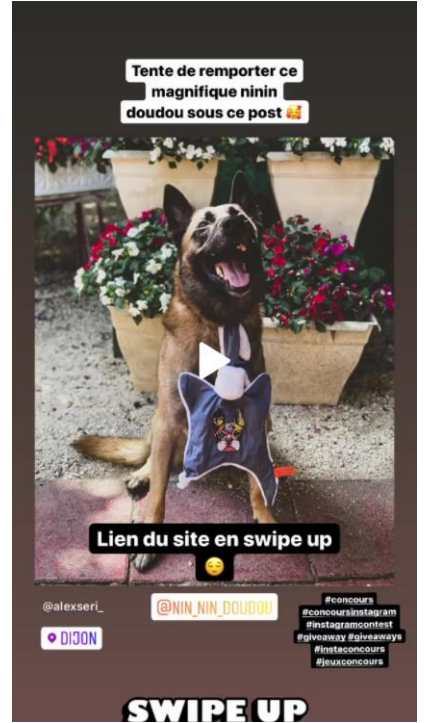 Tente de remporter ce
magnifique ninin
doudou sous ce post 🥰
Lien du site en swipe up
😌
@alexseri_
@NIN_NIN_DOUDOU
DIJON
#concours
#concoursinstagram
#instagramcontest
#giveaway #giveaways
#instaconcours
#jeuxconcours
SWIPE UP